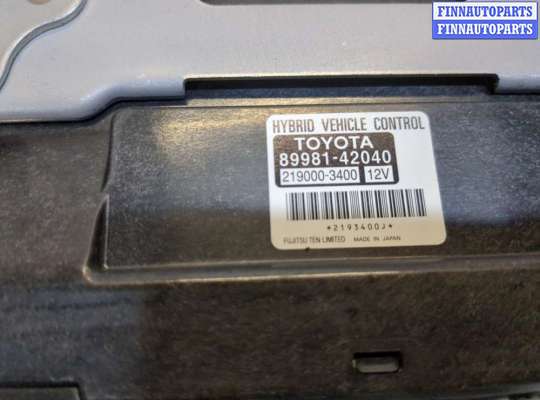 FINNAUTOPARTS
FINNAUTOPARTS
HYBRID VEHICLE CONTROL
TOYOTA
89981-42040
219000-3400 12V
*2193400J*
FUJITSU TEN LIMITED MADE IN JAPAN